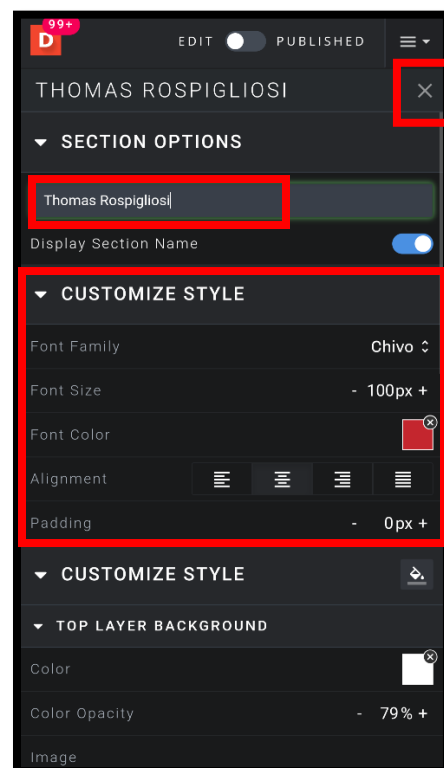 99+
D
EDIT PUBLISHED
THOMAS ROSPIGLIOSI
SECTION OPTIONS
Thomas Rospigliosi
Display Section Name
CUSTOMIZE STYLE
Font Family Chivo
Font Size - 100px +
Font Color
Alignment
Padding - 0px +
CUSTOMIZE STYLE
TOP LAYER BACKGROUND
Color
Color Opacity - 79% +
Image